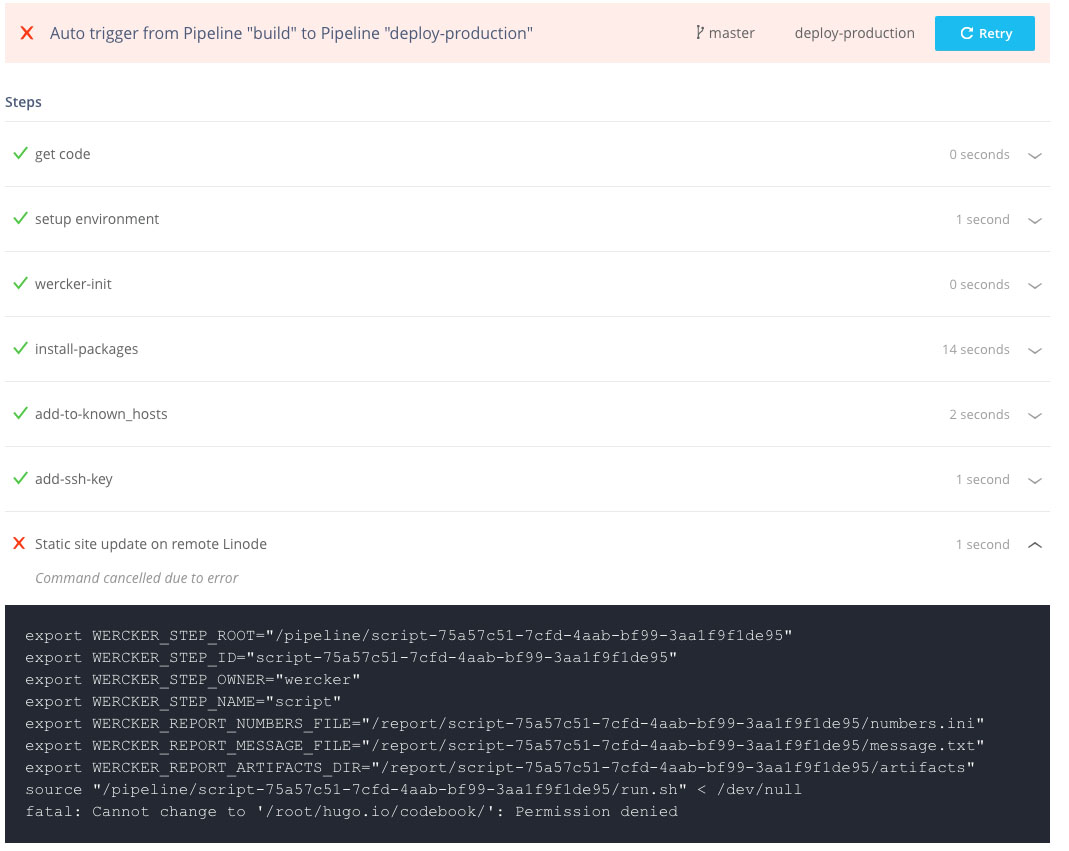 Auto trigger from Pipeline "build" to Pipeline "deploy-production" master deploy-production Retry
Steps
get code 0 seconds
setup environment 1 second
wercker-init 0 seconds
install-packages 14 seconds
add-to-known_hosts 2 seconds
add-ssh-key 1 second
Static site update on remote Linode 1 second
Command cancelled due to error
export WERCKER_STEP_ROOT="/pipeline/script-75a57c51-7cfd-4aab-bf99-3aa1f9f1de95"
export WERCKER_STEP_ID="script-75a57c51-7cfd-4aab-bf99-3aa1f9f1de95"
export WERCKER_STEP_OWNER="wercker"
export WERCKER_STEP_NAME="script"
export WERCKER_REPORT_NUMBERS_FILE="/report/script-75a57c51-7cfd-4aab-bf99-3aa1f9f1de95/numbers.ini"
export WERCKER_REPORT_MESSAGE_FILE="/report/script-75a57c51-7cfd-4aab-bf99-3aa1f9f1de95/message.txt"
export WERCKER_REPORT_ARTIFACTS_DIR="/report/script-75a57c51-7cfd-4aab-bf99-3aa1f9f1de95/artifacts"
source "/pipeline/script-75a57c51-7cfd-4aab-bf99-3aa1f9f1de95/run.sh" < /dev/null
fatal: Cannot change to '/root/hugo.io/codebook/': Permission denied